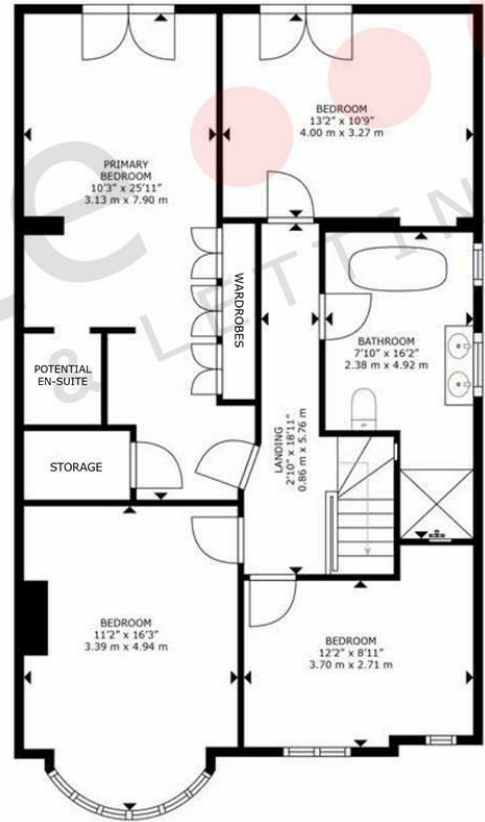 BEDROOM
13'2" x 10'9"
4.00 m x 3.27 m
PRIMARY
BEDROOM
10'3" x 25'11"
3.13 m x 7.90 m
WARDROBES
BATHROOM
7'10" x 16'2"
2.38 m x 4.92 m
POTENTIAL
EN-SUITE
LANDING
2'10" x 18'11"
0.86 m x 5.76 m
STORAGE
BEDROOM
11'2" x 16'3"
3.39 m x 4.94 m
BEDROOM
12'2" x 8'11"
3.70 m x 2.71 m
e
& LETTIN